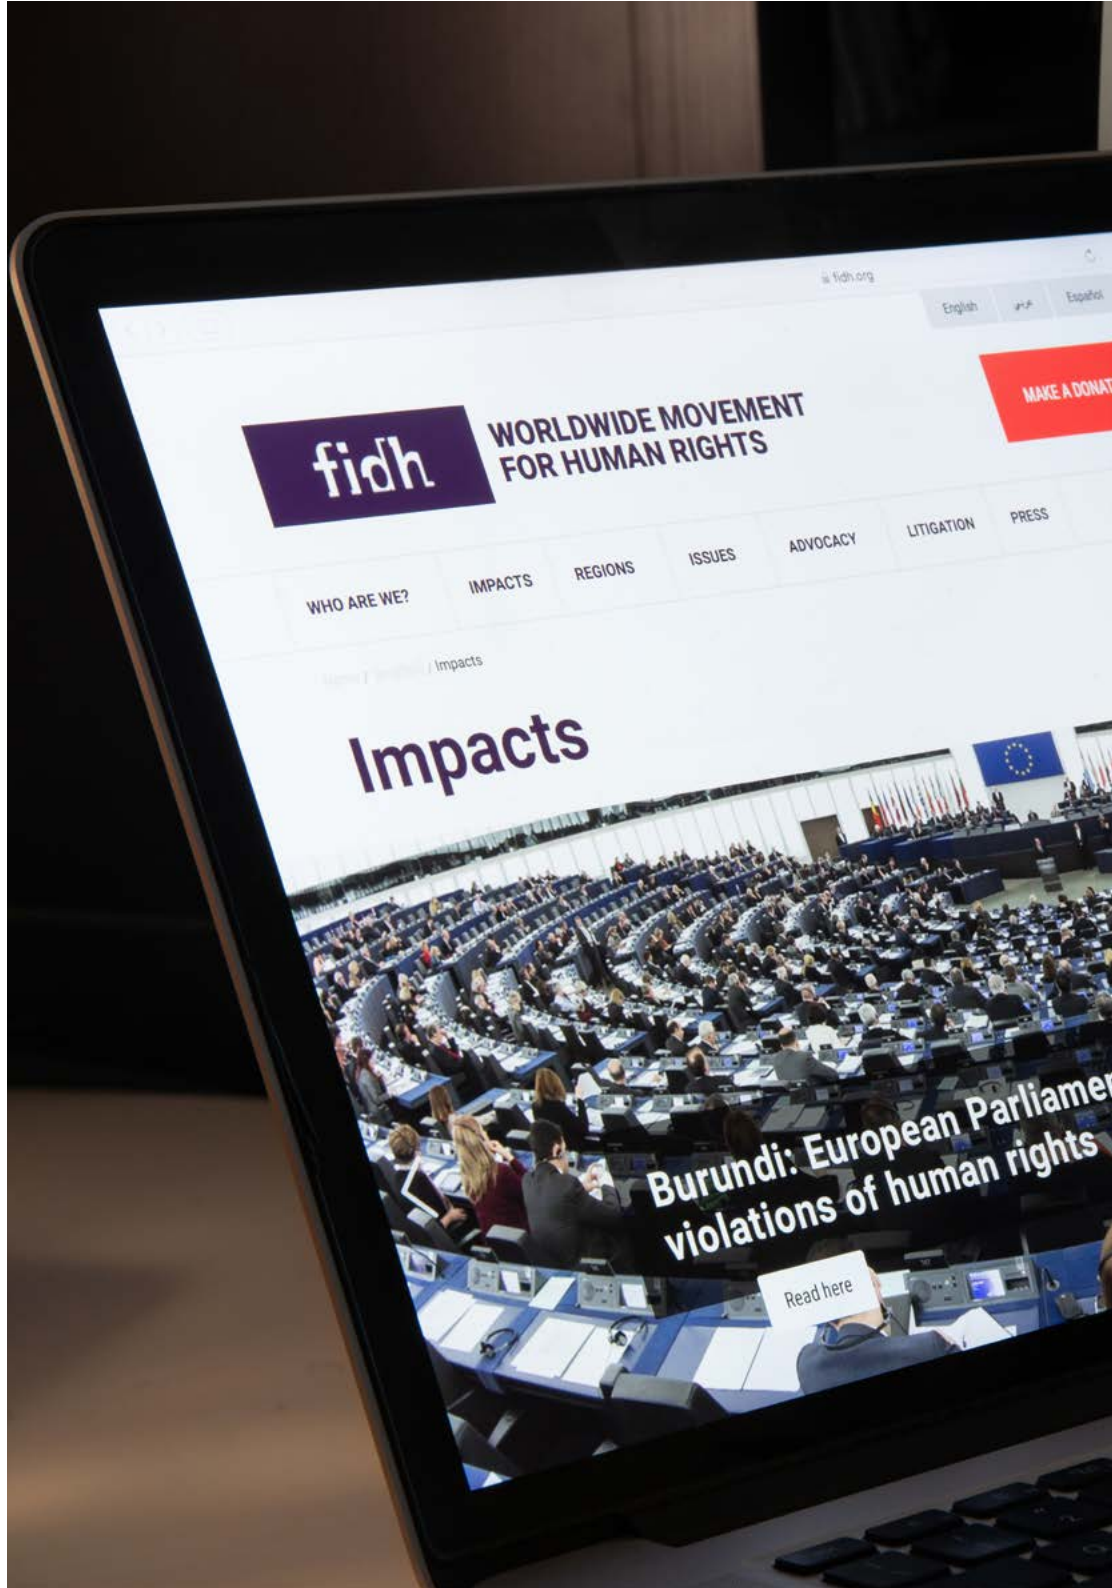 fidh.org
English عربي Español
MAKE A DONAT
fidh
WORLDWIDE MOVEMENT
FOR HUMAN RIGHTS
WHO ARE WE? IMPACTS REGIONS ISSUES ADVOCACY LITIGATION PRESS
/ / Impacts
Impacts
Burundi: European Parliamen
violations of human rights
Read here